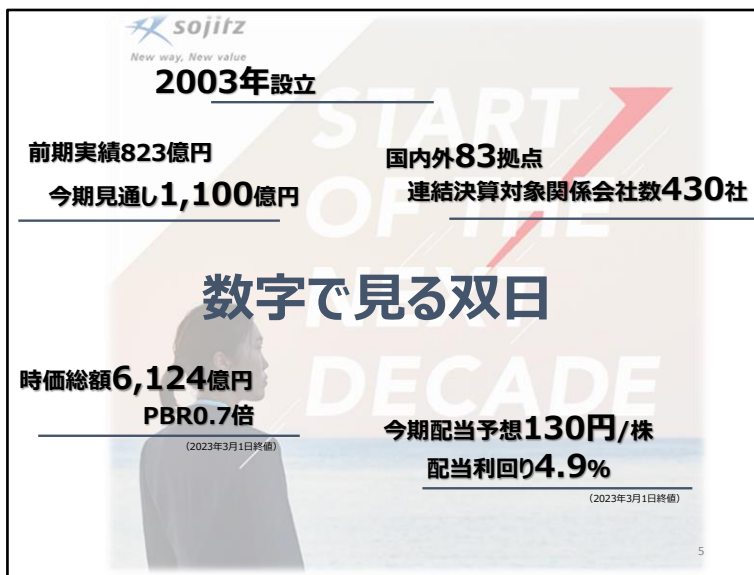 sojitz
New way, New value
2003年設立
前期実績823億円
今期見通し1,100億円
国内外83拠点
連結決算対象関係会社数430社
START
OF THE
NEXT
DECADE
数字で見る双日
時価総額6,124億円
PBR0.7倍
（2023年3月1日終値）
今期配当予想130円/株
配当利回り4.9%
（2023年3月1日終値）
5